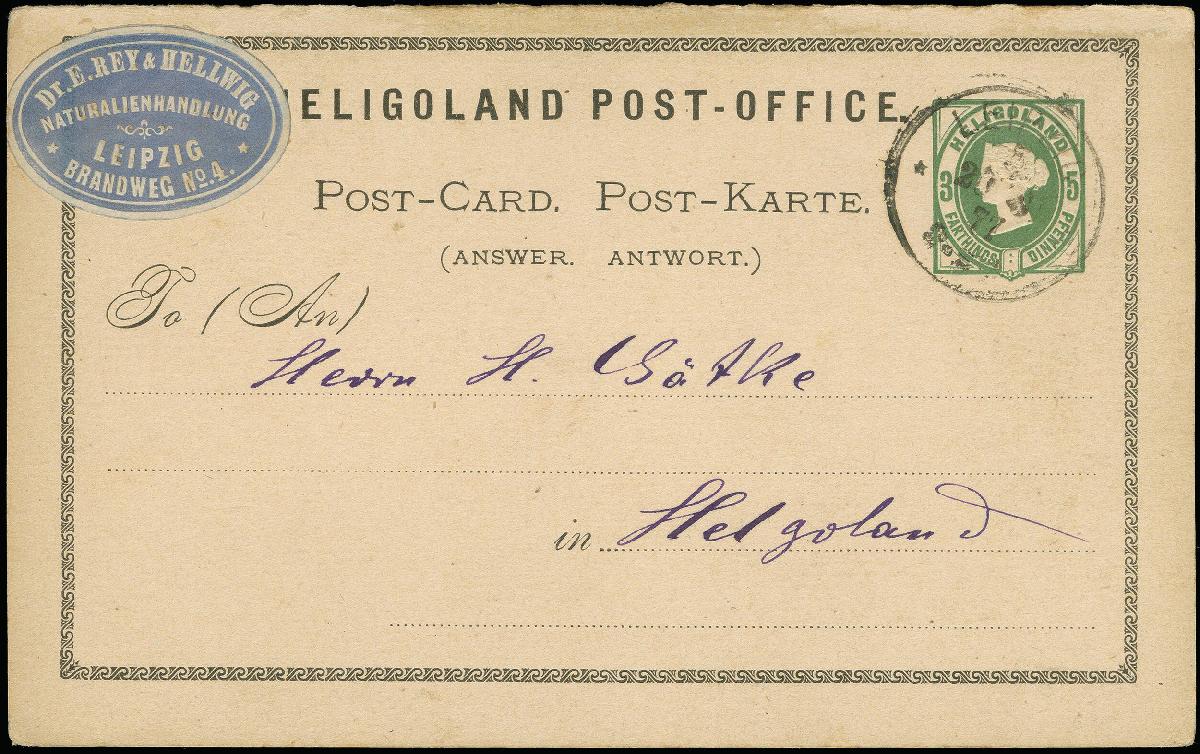 Dr. E. REY & HELLWIG
NATURALIENHANDLUNG
LEIPZIG
BRANDWEG No. 4.
HELIGOLAND POST-OFFICE.
POST-CARD. POST-KARTE.
(ANSWER. ANTWORT.)
HELIGOLAND
3 5
FARTHINGS PFENNIG
77
To (An)
Herrn H. Gätke
in Helgoland